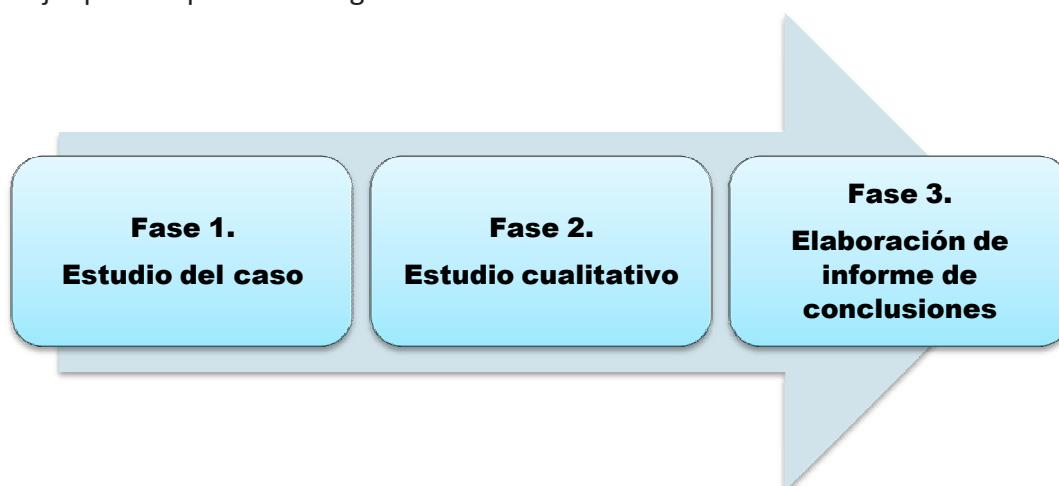 Fase 1.
Estudio del caso
Fase 2.
Estudio cualitativo
Fase 3.
Elaboración de
informe de
conclusiones